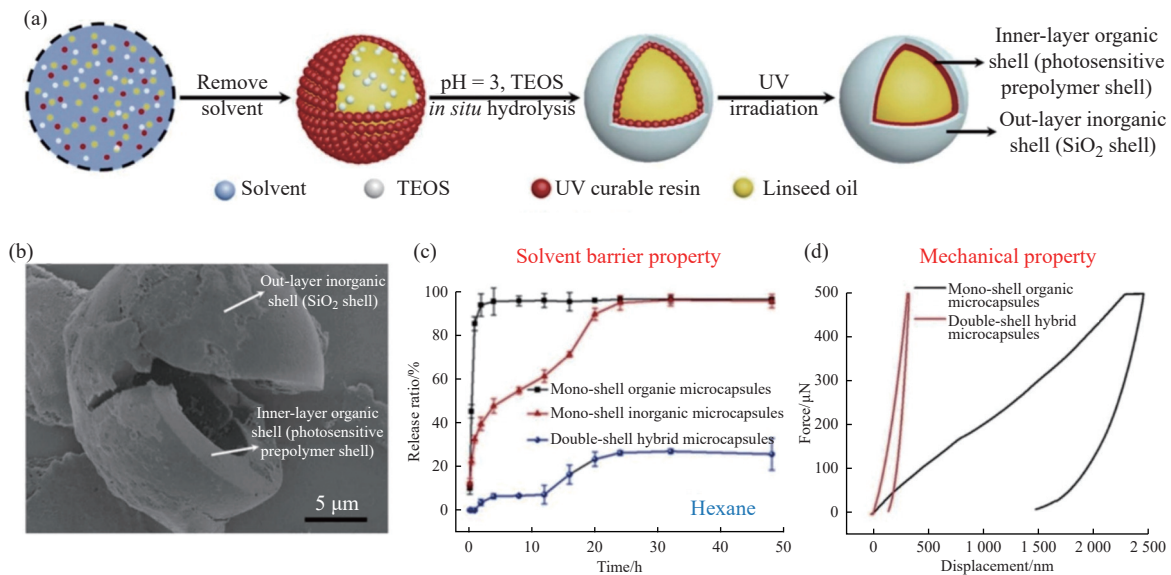 (a)
Remove
solvent
pH = 3, TEOS
in situ hydrolysis
UV
irradiation
Inner-layer organic
shell (photosensitive
prepolymer shell)
Out-layer inorganic
shell (SiO₂ shell)
Solvent
TEOS
UV curable resin
Linseed oil
(b)
Out-layer inorganic
shell (SiO₂ shell)
Inner-layer organic
shell (photosensitive
prepolymer shell)
5 μm
(c)
Solvent barrier property
Release ratio/%
100
80
60
40
20
0
Mono-shell organie microcapsules
Mono-shell inorganic microcapsules
Double-shell hybrid microcapsules
Hexane
0 10 20 30 40 50
Time/h
(d)
Mechanical property
Force/μN
500
400
300
200
100
0
Mono-shell organic
microcapsules
Double-shell hybrid
microcapsules
0 500 1 000 1 500 2 000 2 500
Displacement/nm